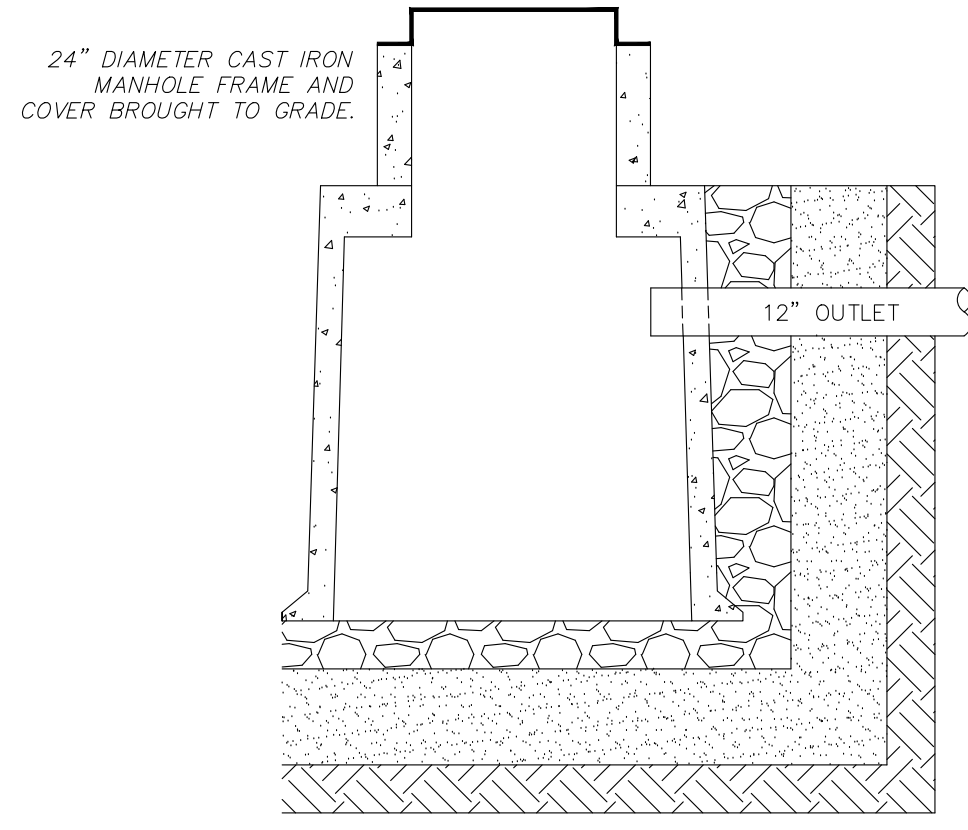 24” DIAMETER CAST IRON
MANHOLE FRAME AND
COVER BROUGHT TO GRADE.
12” OUTLET